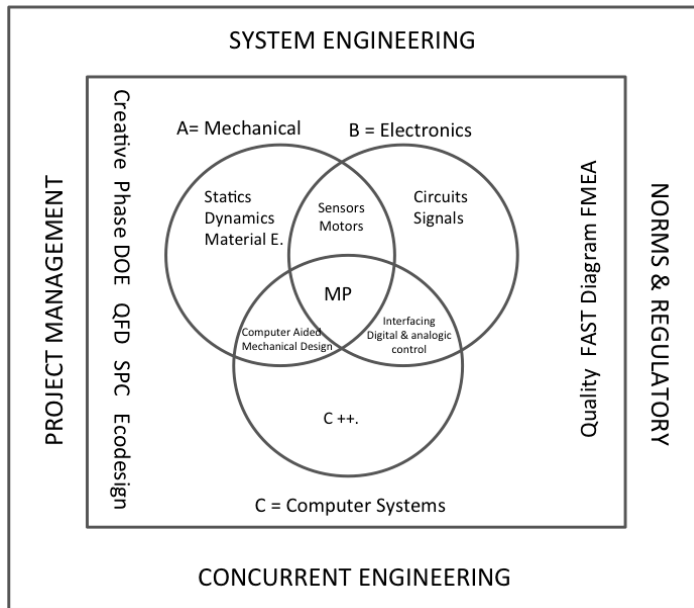 SYSTEM ENGINEERING
PROJECT MANAGEMENT
Creative Phase DOE QFD SPC Ecodesign
A= Mechanical
B = Electronics
Statics
Dynamics
Material E.
Sensors
Motors
Circuits
Signals
MP
Computer Aided
Mechanical Design
Interfacing
Digital & analogic
control
C ++.
C = Computer Systems
Quality FAST Diagram FMEA
NORMS & REGULATORY
CONCURRENT ENGINEERING